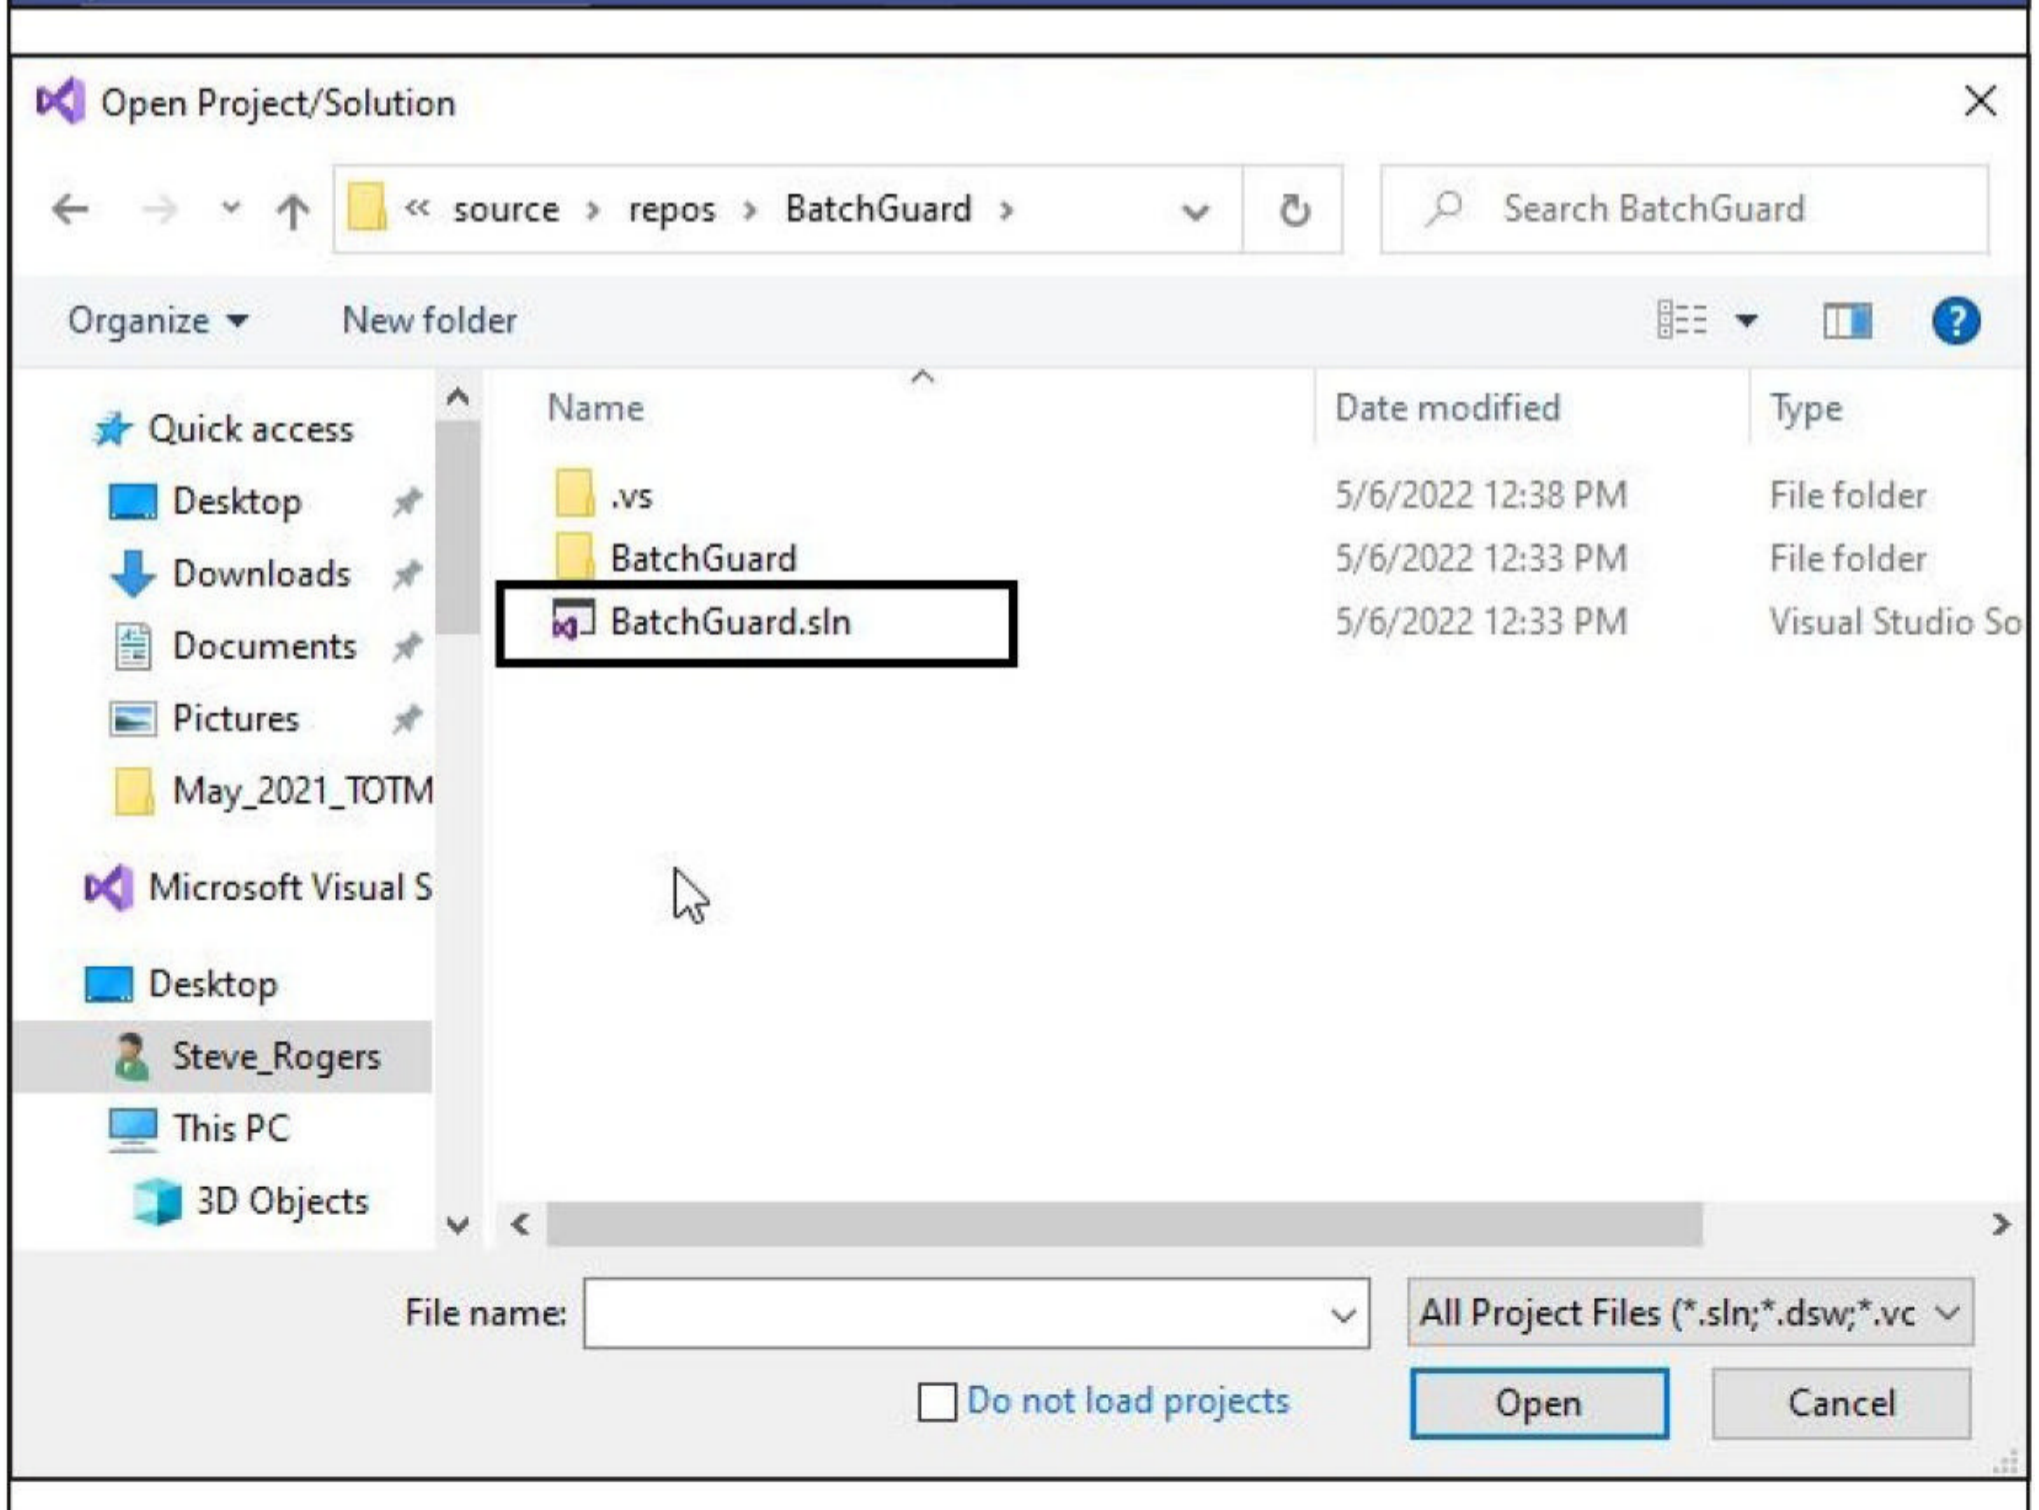 Open Project/Solution
« source › repos › BatchGuard ›
Search BatchGuard
Organize
New folder
?
Name
Date modified
Type
Quick access
Desktop
Downloads
Documents
Pictures
May_2021_TOTM
Microsoft Visual S
Desktop
Steve_Rogers
This PC
3D Objects
.vs 5/6/2022 12:38 PM File folder
BatchGuard 5/6/2022 12:33 PM File folder
BatchGuard.sln 5/6/2022 12:33 PM Visual Studio So
File name:
All Project Files (*.sln;*.dsw;*.vc
Do not load projects
Open
Cancel